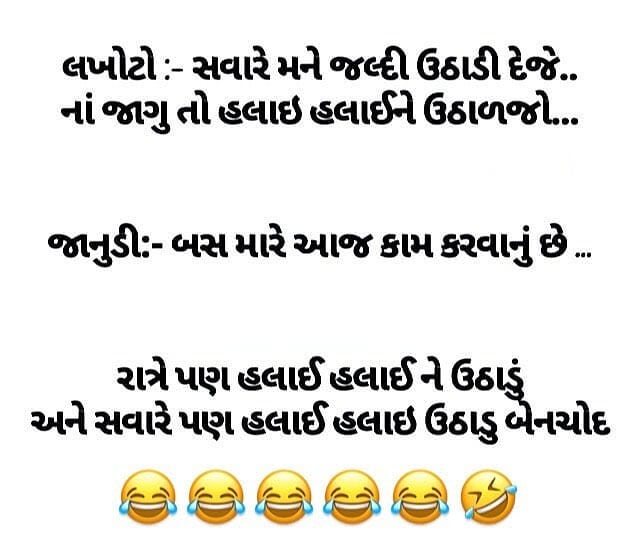 લખોટો :- સવારે મને જલ્દી ઉઠાડી દેજે..
નાં જાગુ તો હલાઇ હલાઈને ઉઠાળજો...
જાનુડી:- બસ મારે આજ કામ કરવાનું છે ...
રાત્રે પણ હલાઈ હલાઈ ને ઉઠાડું
અને સવારે પણ હલાઈ હલાઇ ઉઠાડુ બેનચોદ